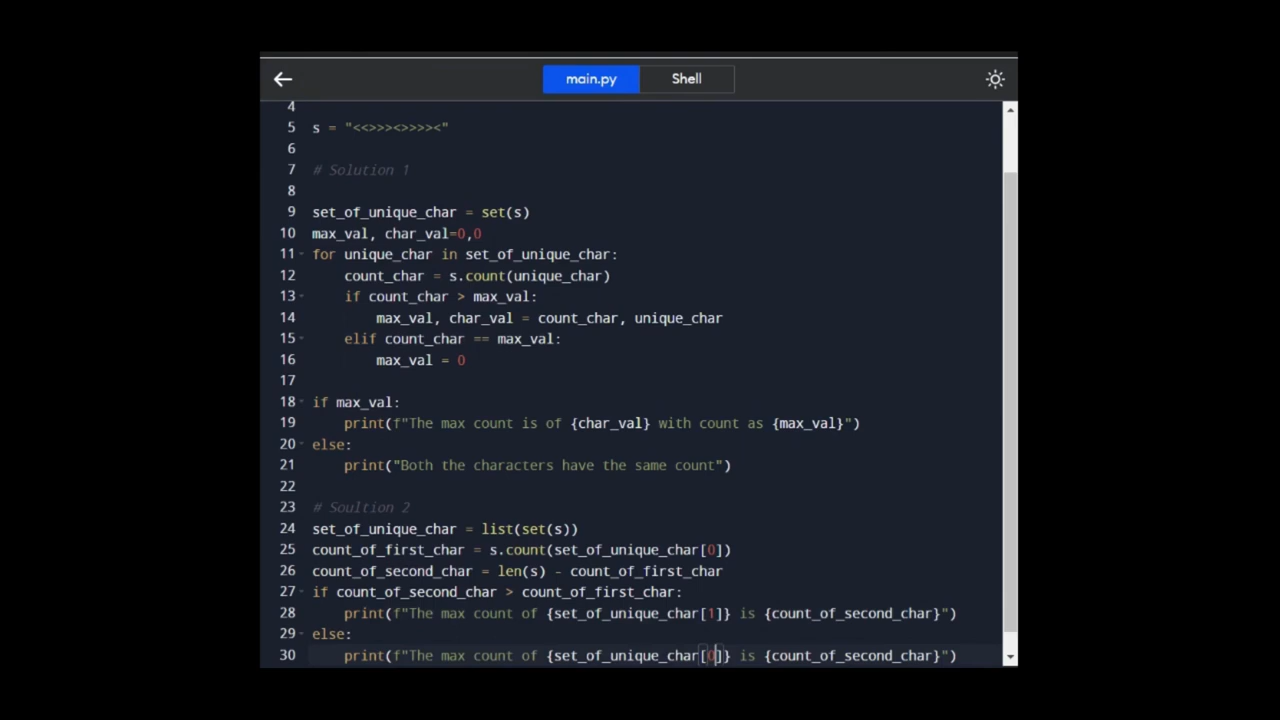 main.py Shell
4
5 s = "<<>>><>>>><"
6
7 # Solution 1
8
9 set_of_unique_char = set(s)
10 max_val, char_val=0,0
11 for unique_char in set_of_unique_char:
12 count_char = s.count(unique_char)
13 if count_char > max_val:
14 max_val, char_val = count_char, unique_char
15 elif count_char == max_val:
16 max_val = 0
17
18 if max_val:
19 print(f"The max count is of {char_val} with count as {max_val}")
20 else:
21 print("Both the characters have the same count")
22
23 # Soultion 2
24 set_of_unique_char = list(set(s))
25 count_of_first_char = s.count(set_of_unique_char[0])
26 count_of_second_char = len(s) - count_of_first_char
27 if count_of_second_char > count_of_first_char:
28 print(f"The max count of {set_of_unique_char[1]} is {count_of_second_char}")
29 else:
30 print(f"The max count of {set_of_unique_char[0]} is {count_of_second_char}")